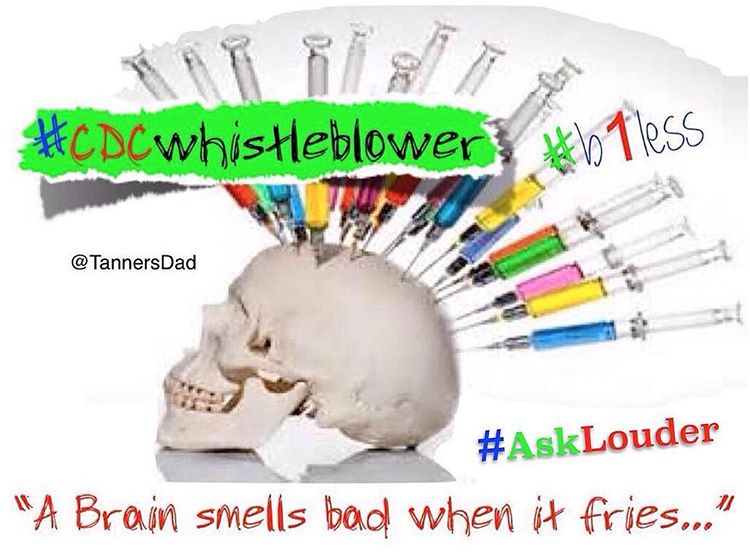 #CDCwhistleblower
#b1less
@TannersDad
#AskLouder
"A Brain smells bad when it fries..."